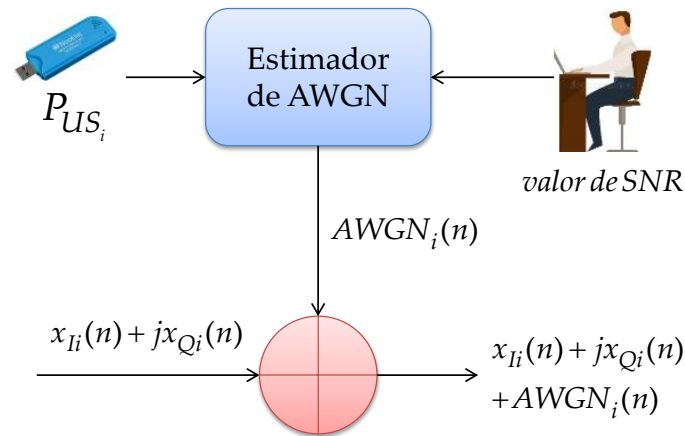 Estimador
de AWGN
P_{US_i}
valor de SNR
AWGN_i(n)
x_{Ii}(n) + jx_{Qi}(n)
x_{Ii}(n) + jx_{Qi}(n)
+AWGN_i(n)